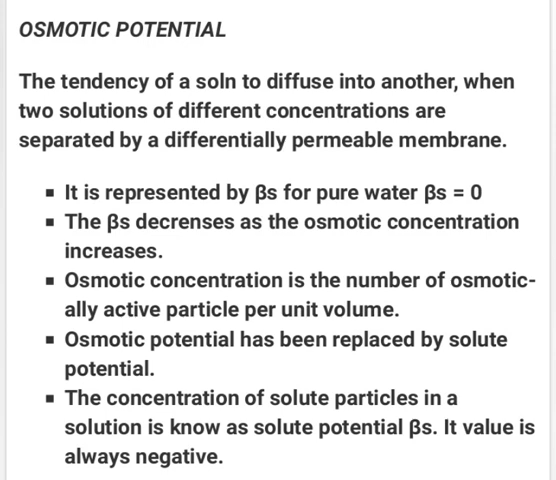 OSMOTIC POTENTIAL
The tendency of a soln to diffuse into another, when
two solutions of different concentrations are
separated by a differentially permeable membrane.
▪ It is represented by βs for pure water βs = 0
▪ The βs decrenses as the osmotic concentration
increases.
▪ Osmotic concentration is the number of osmotic-
ally active particle per unit volume.
▪ Osmotic potential has been replaced by solute
potential.
▪ The concentration of solute particles in a
solution is know as solute potential βs. It value is
always negative.